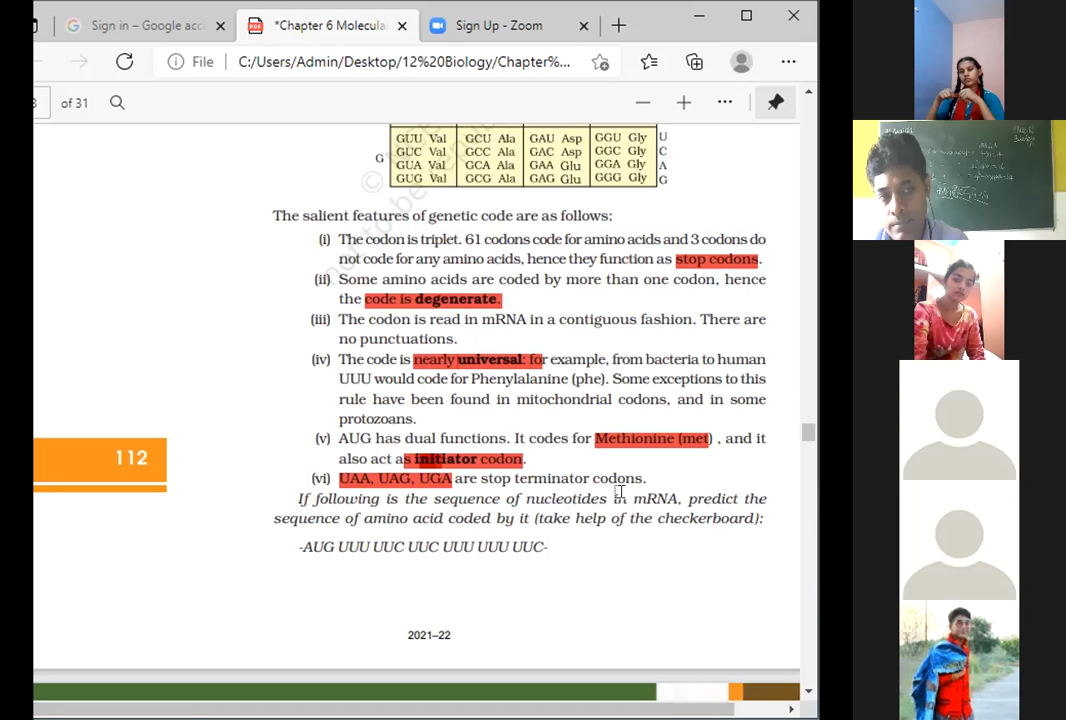 Sign in – Google acc
*Chapter 6 Molecula
Sign Up - Zoom
File
C:/Users/Admin/Desktop/12%20Biology/Chapter%...
of 31
GUU Val GCU Ala GAU Asp GGU Gly U
GUC Val GCC Ala GAC Asp GGC Gly C
G
GUA Val GCA Ala GAA Glu GGA Gly A
GUG Val GCG Ala GAG Glu GGG Gly G
The salient features of genetic code are as follows:
(i) The codon is triplet. 61 codons code for amino acids and 3 codons do
not code for any amino acids, hence they function as stop codons.
(ii) Some amino acids are coded by more than one codon, hence
the code is degenerate.
(iii) The codon is read in mRNA in a contiguous fashion. There are
no punctuations.
(iv) The code is nearly universal: for example, from bacteria to human
UUU would code for Phenylalanine (phe). Some exceptions to this
rule have been found in mitochondrial codons, and in some
protozoans.
(v) AUG has dual functions. It codes for Methionine (met) , and it
also act as initiator codon.
112
(vi) UAA, UAG, UGA are stop terminator codons.
If following is the sequence of nucleotides in mRNA, predict the
sequence of amino acid coded by it (take help of the checkerboard):
-AUG UUU UUC UUC UUU UUU UUC-
2021–22